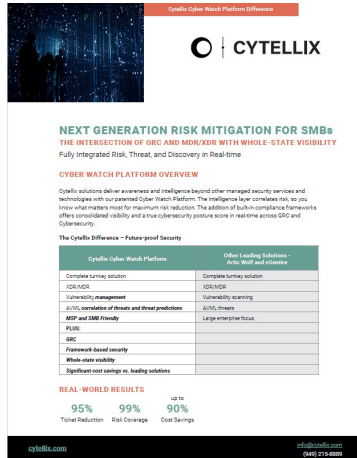 Cytellix Cyber Watch Platform Difference
CYTELLIX
NEXT GENERATION RISK MITIGATION FOR SMBs
THE INTERSECTION OF GRC AND MDR/XDR WITH WHOLE-STATE VISIBILITY
Fully Integrated Risk, Threat, and Discovery in Real-time
CYBER WATCH PLATFORM OVERVIEW
Cytellix solutions deliver awareness and intelligence beyond other managed security services and
technologies with our patented Cyber Watch Platform. The intelligence layer correlates risk, so you
know what matters most for maximum risk reduction. The addition of built-in compliance frameworks
offers consolidated visibility and a true cybersecurity posture score in real-time across GRC and
Cybersecurity.
The Cytellix Difference – Future-proof Security
Cytellix Cyber Watch Platform
Other Leading Solutions -
Artic Wolf and eSentire
Complete turnkey solution
Complete turnkey solution
XDR/MDR
XDR/MDR
Vulnerability management
Vulnerability scanning
AI/ML correlation of threats and threat predictions
AI/ML threats
MSP and SMB Friendly
Large enterprise focus
PLUS:
GRC
Framework-based security
Whole-state visibility
Significant cost savings vs. leading solutions
REAL-WORLD RESULTS
up to
95% 99% 90%
Ticket Reduction Risk Coverage Cost Savings
cytellix.com
info@cytellix.com
(949) 215-8889